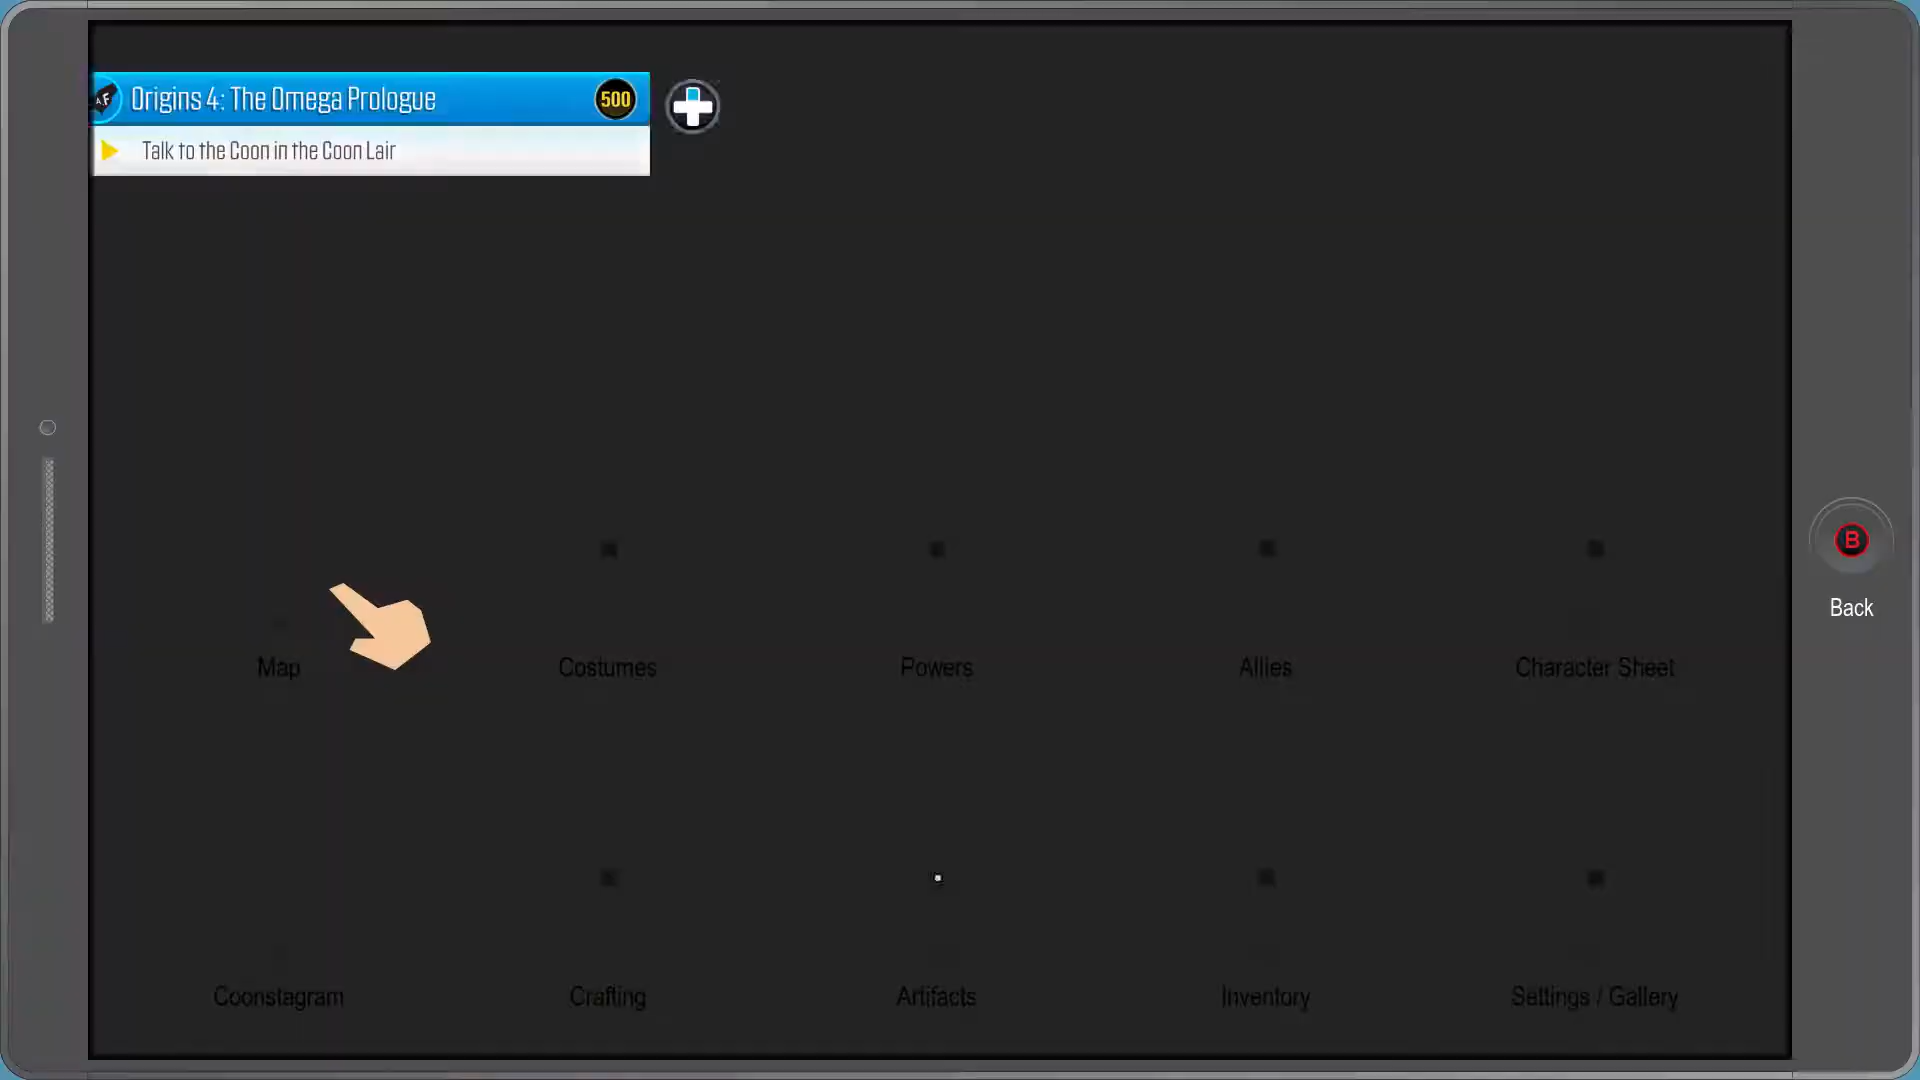 AF Origins 4: The Omega Prologue 500
Talk to the Coon in the Coon Lair
B
Back
Map Costumes Powers Allies Character Sheet
Coonstagram Crafting Artifacts Inventory Settings / Gallery